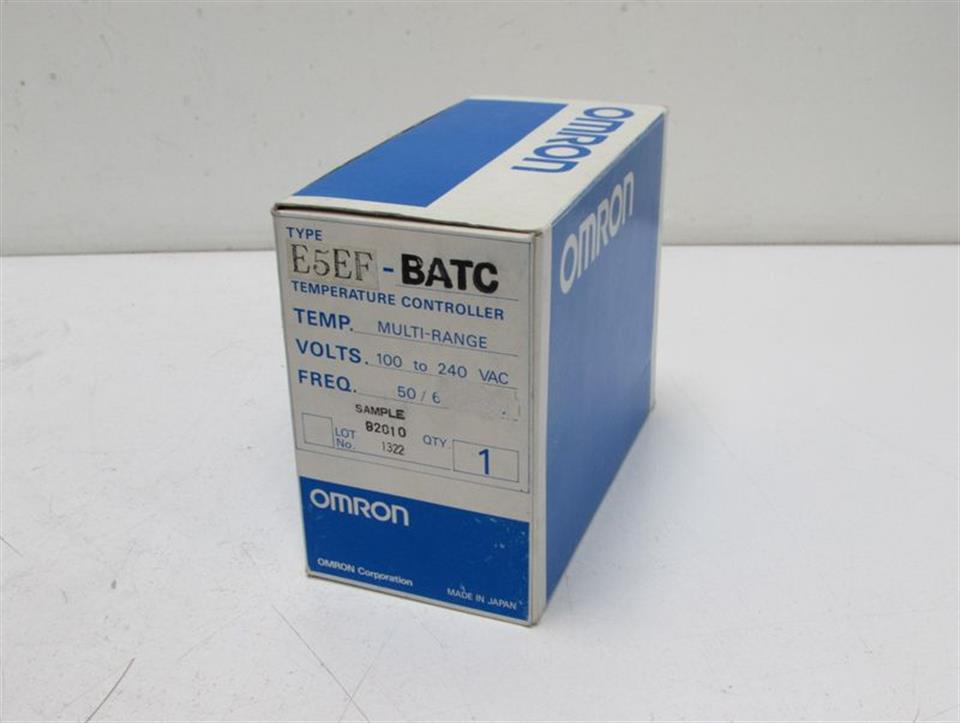 OMRON
OMRON
TYPE
E5EF - BATC
TEMPERATURE CONTROLLER
TEMP. MULTI-RANGE
VOLTS. 100 to 240 VAC
FREQ. 50 / 6
SAMPLE
LOT No. 82010 1322
QTY. 1
OMRON
OMRON Corporation
MADE IN JAPAN